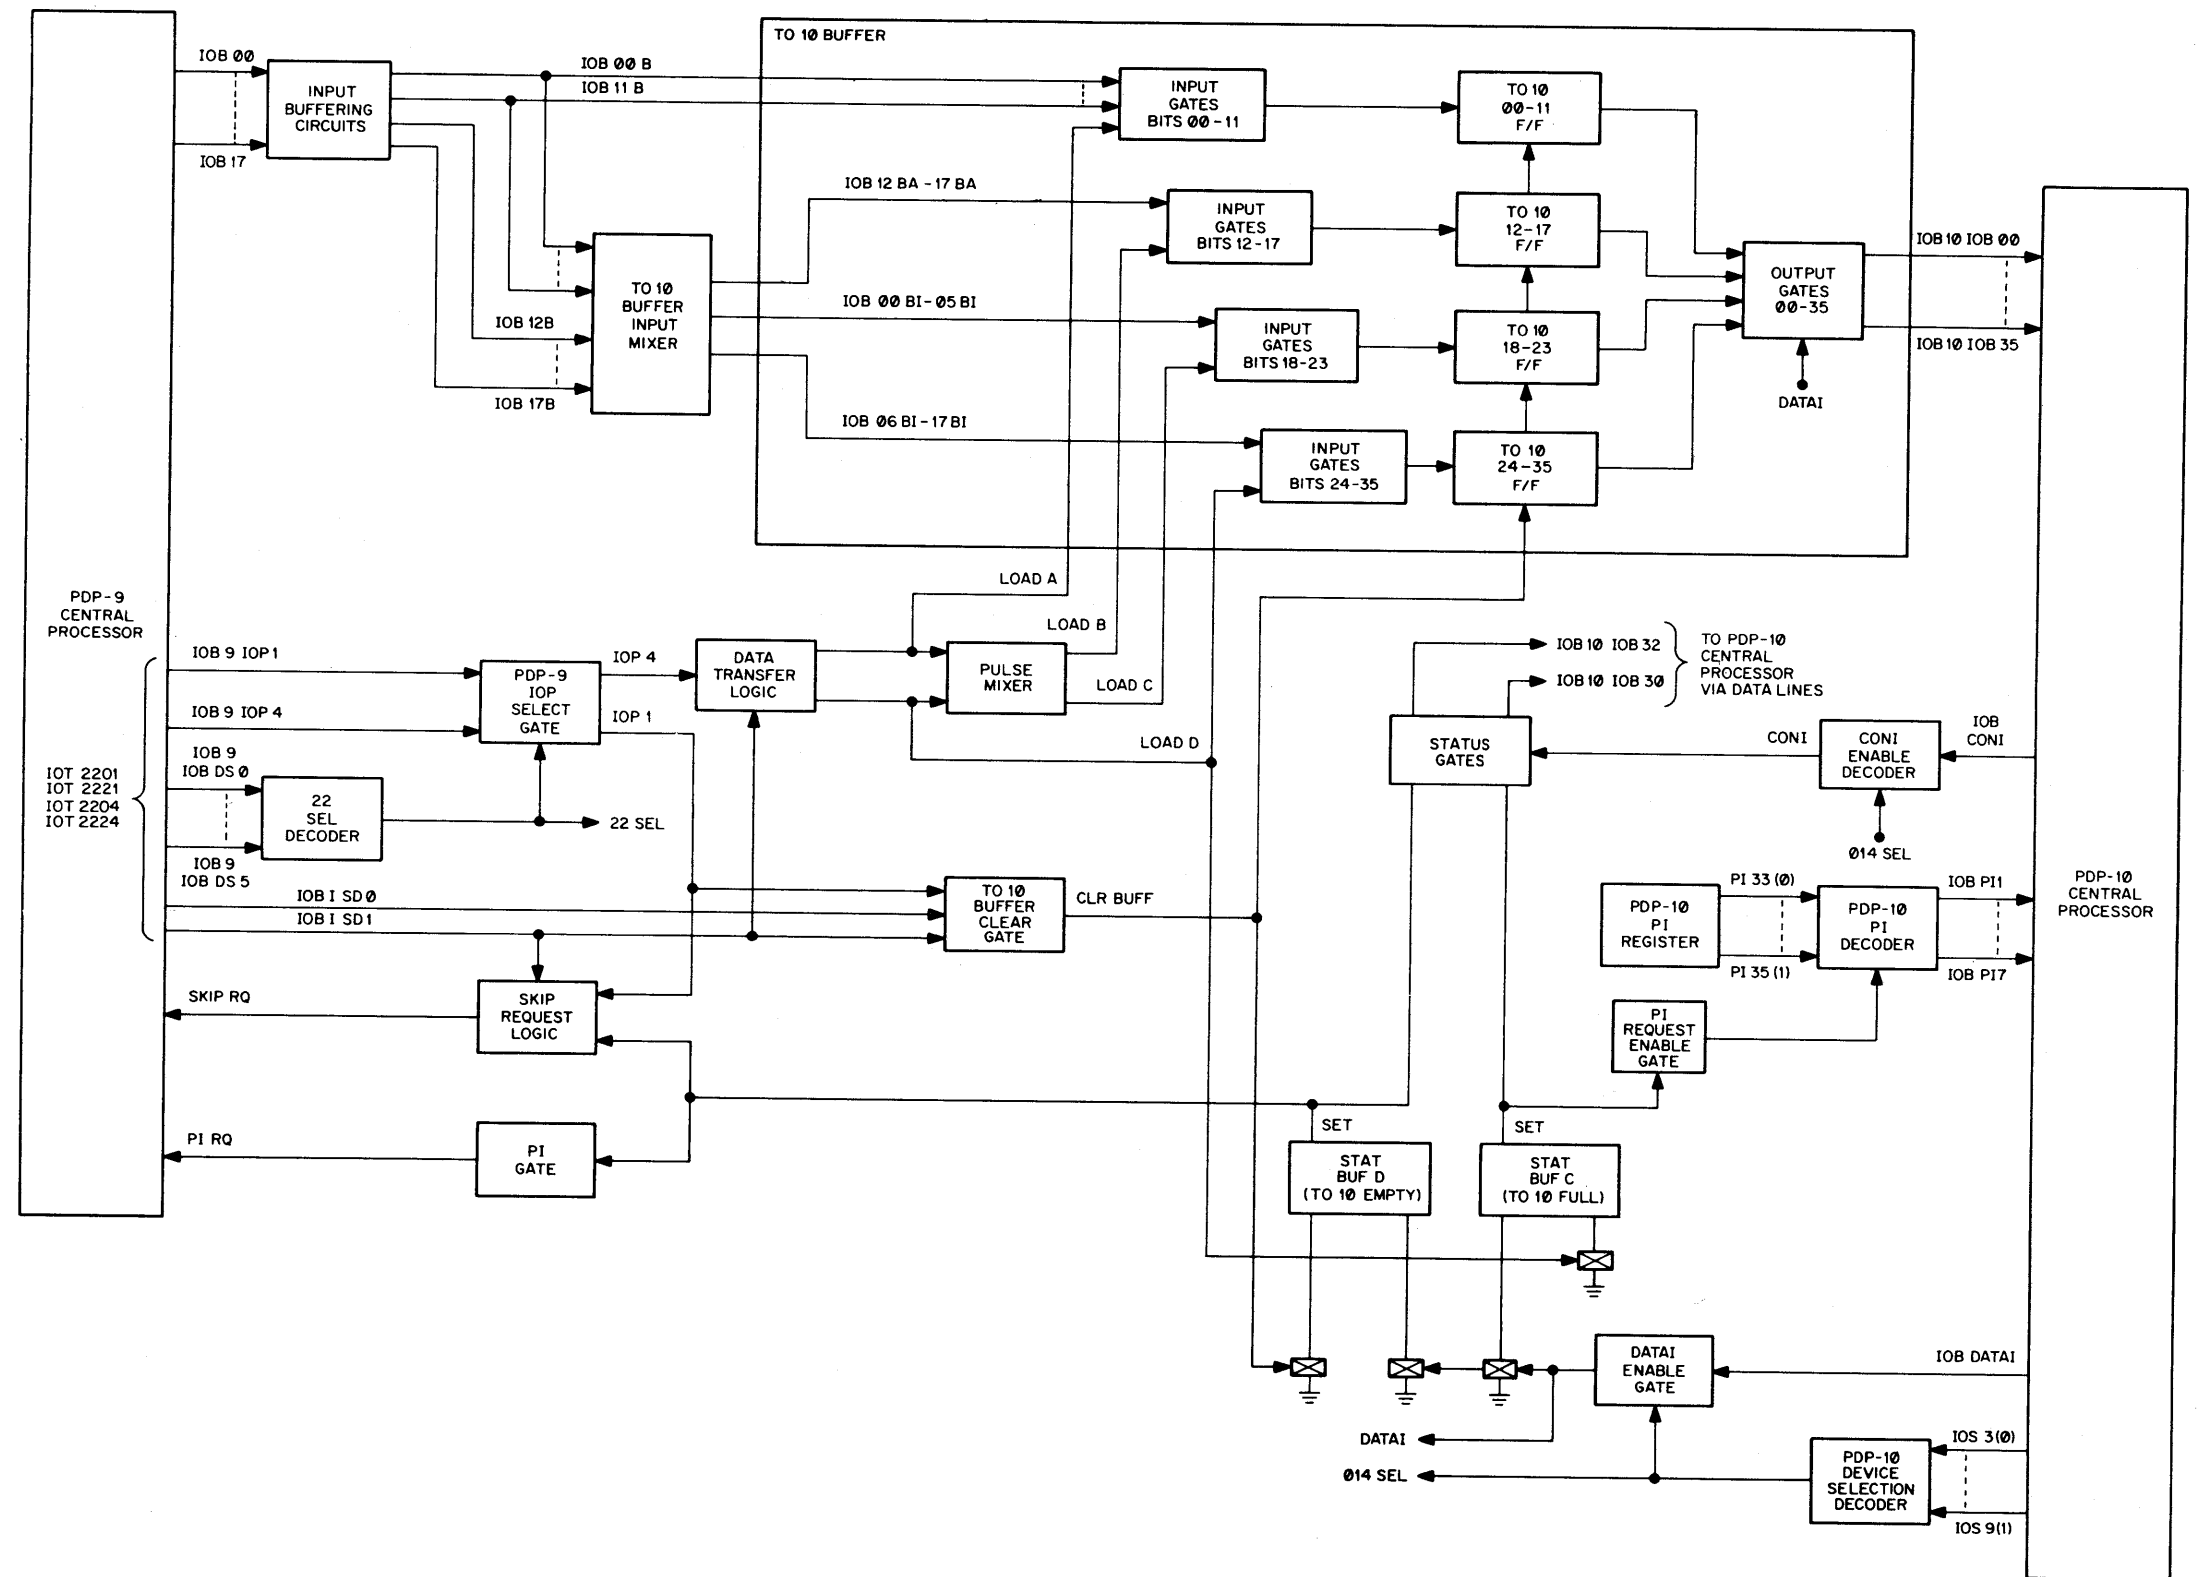 TO 10 BUFFER
IOB 00
IOB 17
INPUT
BUFFERING
CIRCUITS
IOB 00 B
IOB 11 B
INPUT
GATES
BITS 00-11
TO 10
00-11
F/F
IOB 12 BA - 17 BA
INPUT
GATES
BITS 12-17
TO 10
12-17
F/F
TO 10
BUFFER
INPUT
MIXER
IOB 12B
IOB 17B
IOB 00 BI-05 BI
INPUT
GATES
BITS 18-23
TO 10
18-23
F/F
IOB 06 BI-17 BI
INPUT
GATES
BITS 24-35
TO 10
24-35
F/F
OUTPUT
GATES
00-35
DATAI
IOB 10 IOB 00
IOB 10 IOB 35
PDP-9
CENTRAL
PROCESSOR
LOAD A
LOAD B
LOAD C
LOAD D
IOB 9 IOP1
IOB 9 IOP 4
PDP-9
IOP
SELECT
GATE
IOP 4
IOP 1
DATA
TRANSFER
LOGIC
PULSE
MIXER
IOT 2201
IOT 2221
IOT 2204
IOT 2224
IOB 9
IOB DS 0
IOB 9
IOB DS 5
22
SEL
DECODER
22 SEL
IOB I SD 0
IOB I SD 1
TO 10
BUFFER
CLEAR
GATE
CLR BUFF
SKIP RQ
SKIP
REQUEST
LOGIC
PI RQ
PI
GATE
IOB 10 IOB 32
IOB 10 IOB 30
TO PDP-10
CENTRAL
PROCESSOR
VIA DATA LINES
STATUS
GATES
CONI
CONI
ENABLE
DECODER
IOB
CONI
014 SEL
PDP-10
PI
REGISTER
PI 33 (0)
PI 35 (1)
PDP-10
PI
DECODER
IOB PI1
IOB PI7
PDP-10
CENTRAL
PROCESSOR
PI
REQUEST
ENABLE
GATE
SET
SET
STAT
BUF D
(TO 10 EMPTY)
STAT
BUF C
(TO 10 FULL)
DATAI
ENABLE
GATE
IOB DATAI
DATAI
014 SEL
PDP-10
DEVICE
SELECTION
DECODER
IOS 3(0)
IOS 9(1)